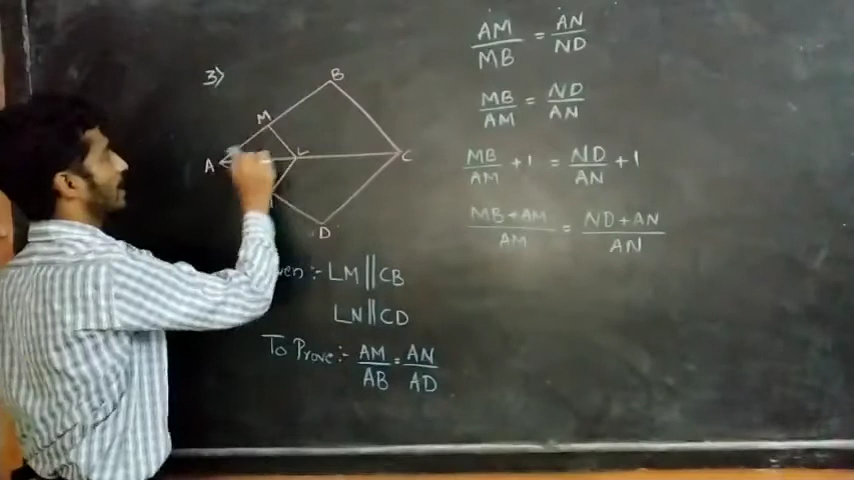 3)
B
M
A
L
C
D
Given :- LM || CB
LN || CD
To Prove :- AM/AB = AN/AD
AM/MB = AN/ND
MB/AM = ND/AN
MB/AM + 1 = ND/AN + 1
MB + AM/AM = ND + AN/AN